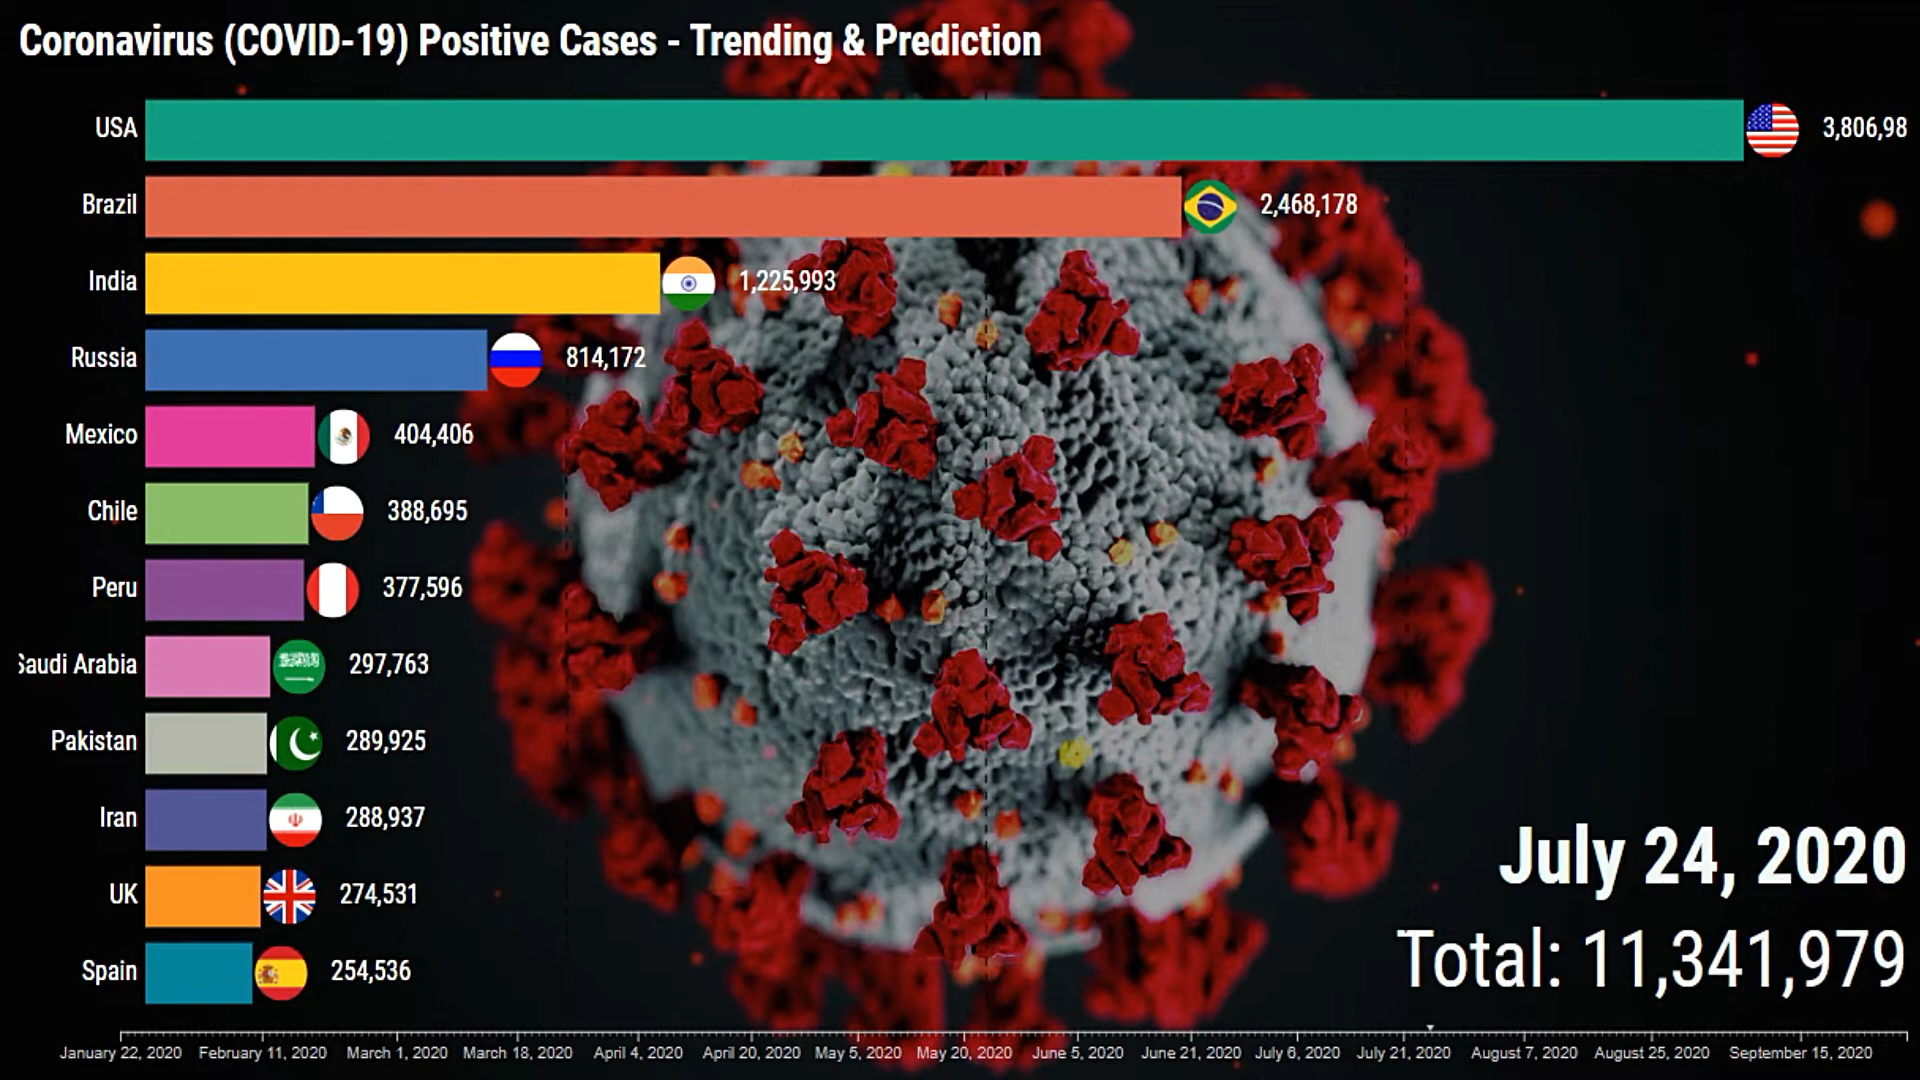 Coronavirus (COVID-19) Positive Cases - Trending & Prediction
USA 3,806,98
Brazil 2,468,178
India 1,225,993
Russia 814,172
Mexico 404,406
Chile 388,695
Peru 377,596
Saudi Arabia 297,763
Pakistan 289,925
Iran 288,937
UK 274,531
Spain 254,536
July 24, 2020
Total: 11,341,979
January 22, 2020 February 11, 2020 March 1, 2020 March 18, 2020 April 4, 2020 April 20, 2020 May 5, 2020 May 20, 2020 June 5, 2020 June 21, 2020 July 6, 2020 July 21, 2020 August 7, 2020 August 25, 2020 September 15, 2020